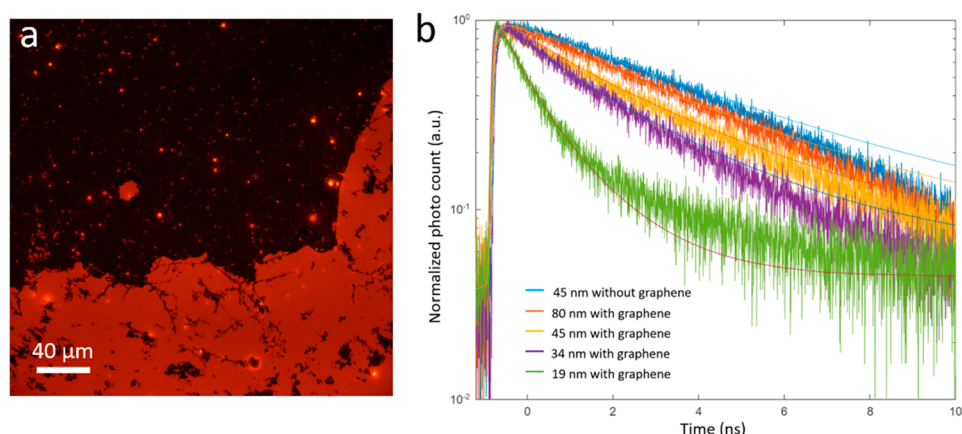 a
40 µm
b
Normalized photo count (a.u.)
10⁰
10⁻¹
10⁻²
45 nm without graphene
80 nm with graphene
45 nm with graphene
34 nm with graphene
19 nm with graphene
0 2 4 6 8 10
Time (ns)